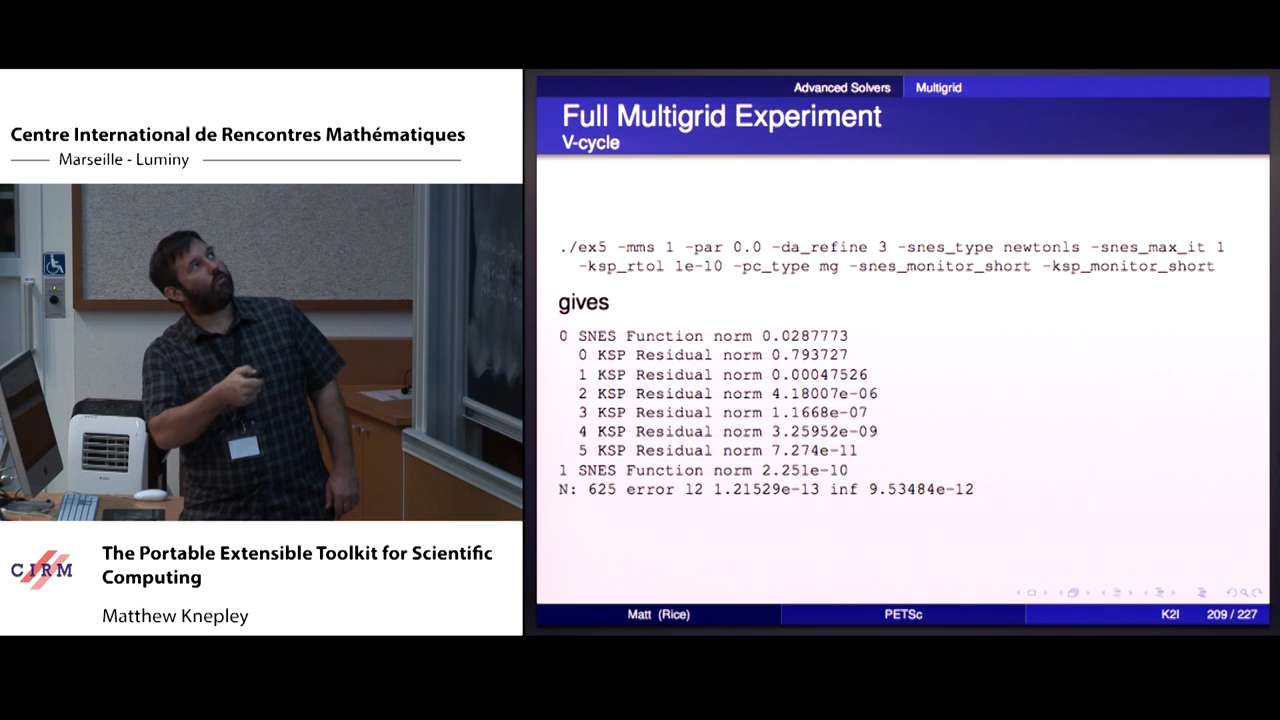 Centre International de Rencontres Mathématiques
Marseille - Luminy
CIRM
The Portable Extensible Toolkit for Scientific
Computing
Matthew Knepley
Advanced Solvers Multigrid
Full Multigrid Experiment
V-cycle
./ex5 -mms 1 -par 0.0 -da_refine 3 -snes_type newtonls -snes_max_it 1
-ksp_rtol 1e-10 -pc_type mg -snes_monitor_short -ksp_monitor_short
gives
0 SNES Function norm 0.0287773
0 KSP Residual norm 0.793727
1 KSP Residual norm 0.00047526
2 KSP Residual norm 4.18007e-06
3 KSP Residual norm 1.1668e-07
4 KSP Residual norm 3.25952e-09
5 KSP Residual norm 7.274e-11
1 SNES Function norm 2.251e-10
N: 625 error l2 1.21529e-13 inf 9.53484e-12
Matt (Rice) PETSc K2I 209 / 227